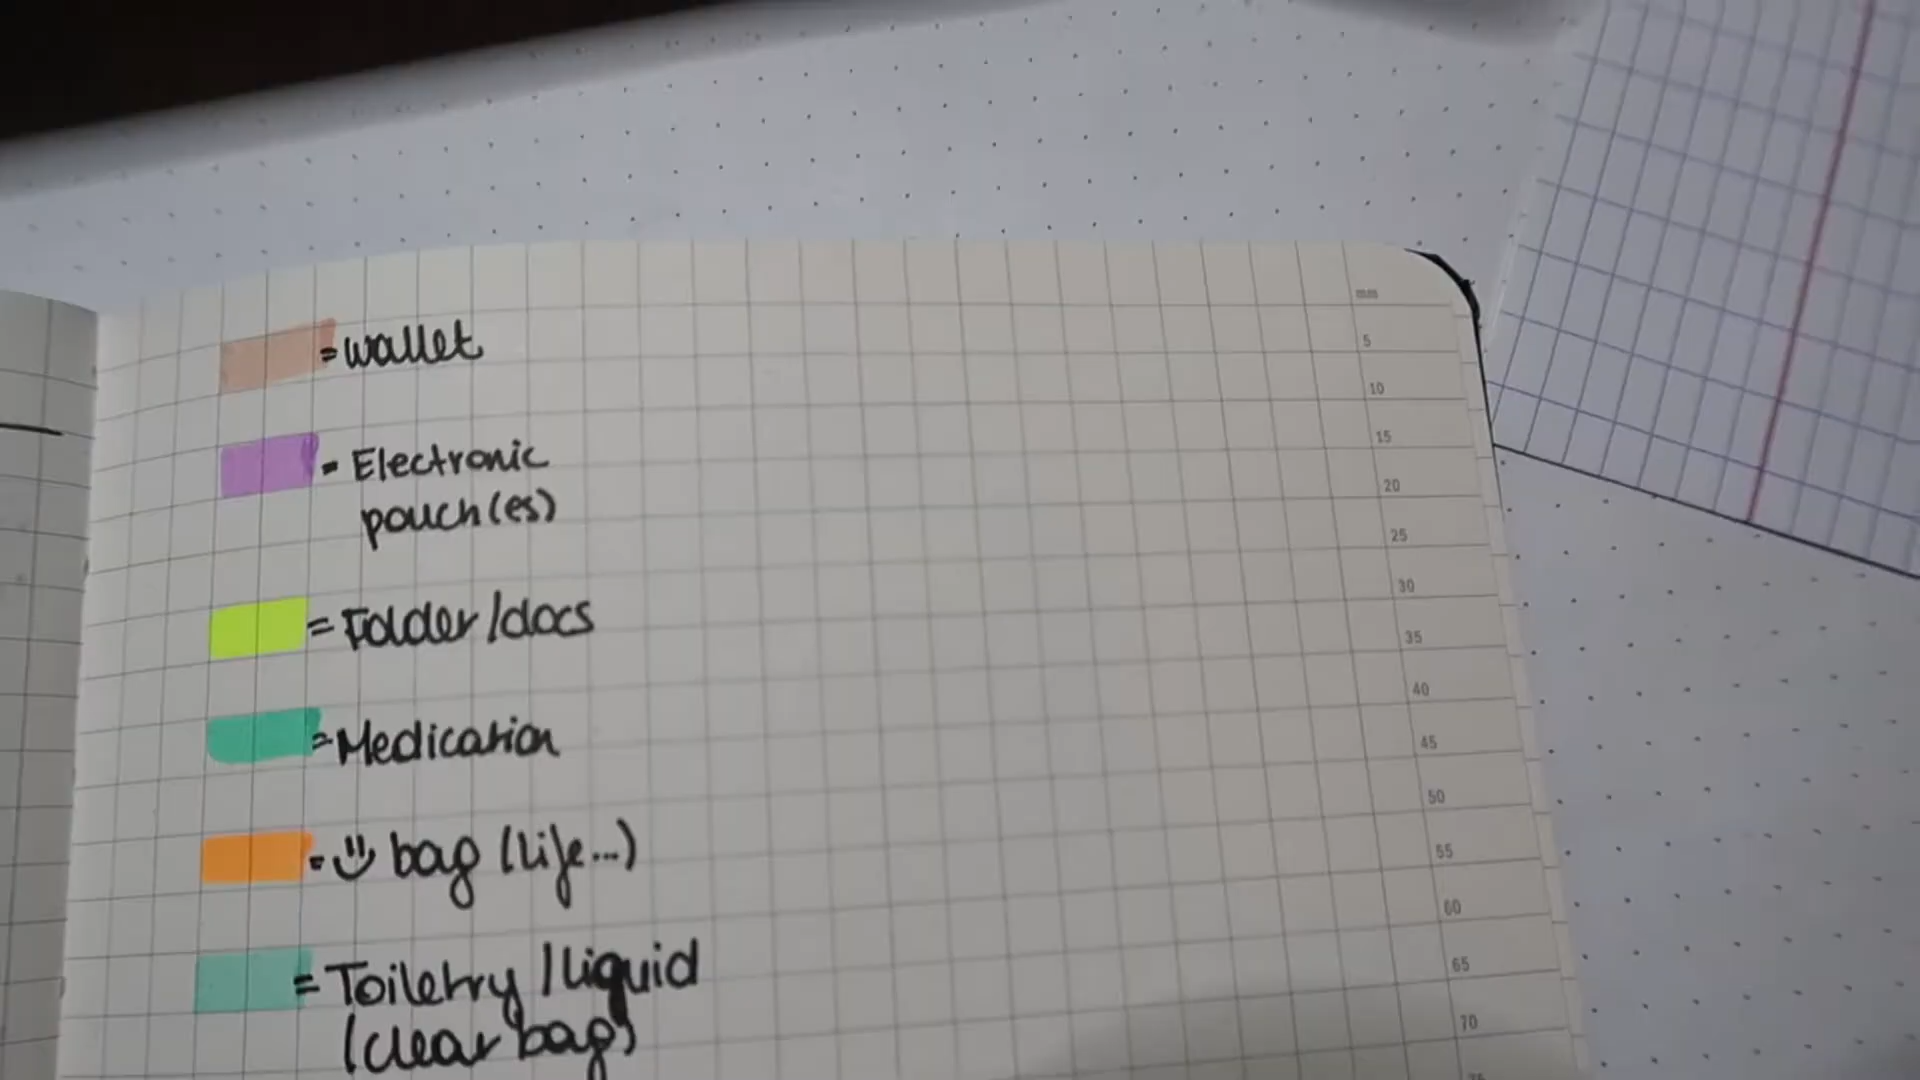 = wallet
= Electronic
pouch(es)
= Folder/docs
= Medication
= bag (life...)
= Toiletry/liquid
(clear bag)
mm
5
10
15
20
25
30
35
40
45
50
55
60
65
70